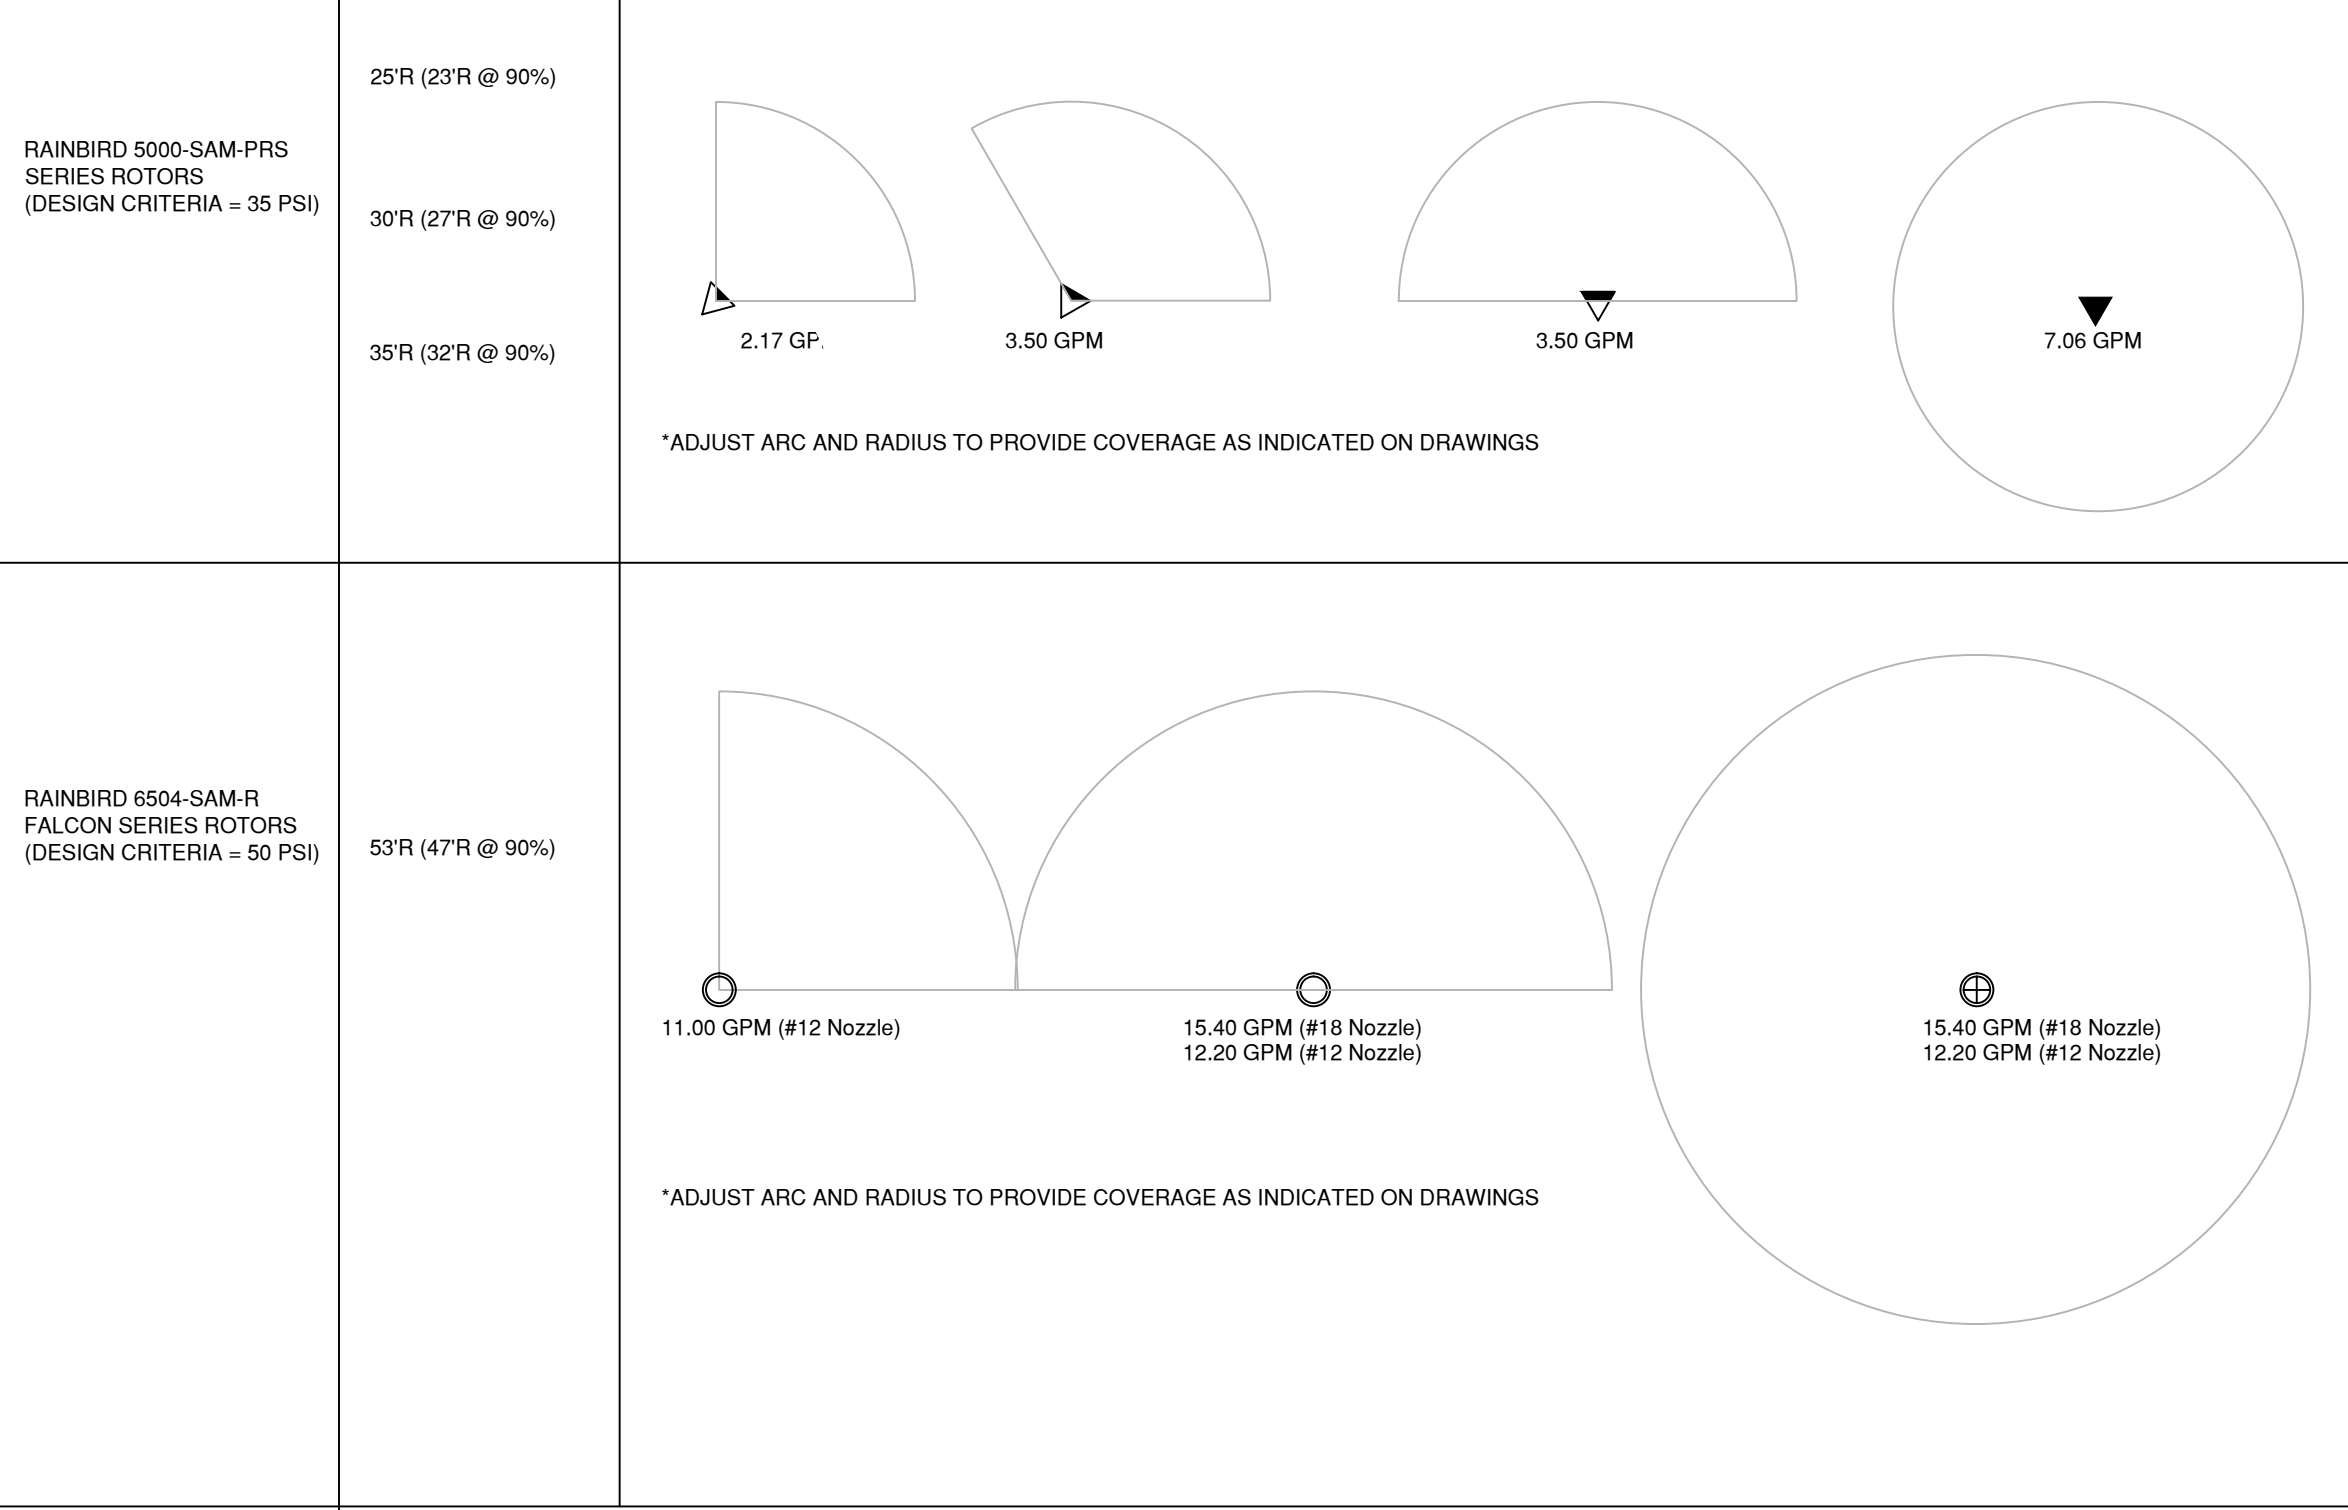 RAINBIRD 5000-SAM-PRS
SERIES ROTORS
(DESIGN CRITERIA = 35 PSI)
25'R (23'R @ 90%)
30'R (27'R @ 90%)
35'R (32'R @ 90%)
2.17
3.50 GPM
3.50 GPM
7.06 GPM
*ADJUST ARC AND RADIUS TO PROVIDE COVERAGE AS INDICATED ON DRAWINGS
RAINBIRD 6504-SAM-R
FALCON SERIES ROTORS
(DESIGN CRITERIA = 50 PSI)
53'R (47'R @ 90%)
11.00 GPM (#12 Nozzle)
15.40 GPM (#18 Nozzle)
12.20 GPM (#12 Nozzle)
15.40 GPM (#18 Nozzle)
12.20 GPM (#12 Nozzle)
*ADJUST ARC AND RADIUS TO PROVIDE COVERAGE AS INDICATED ON DRAWINGS